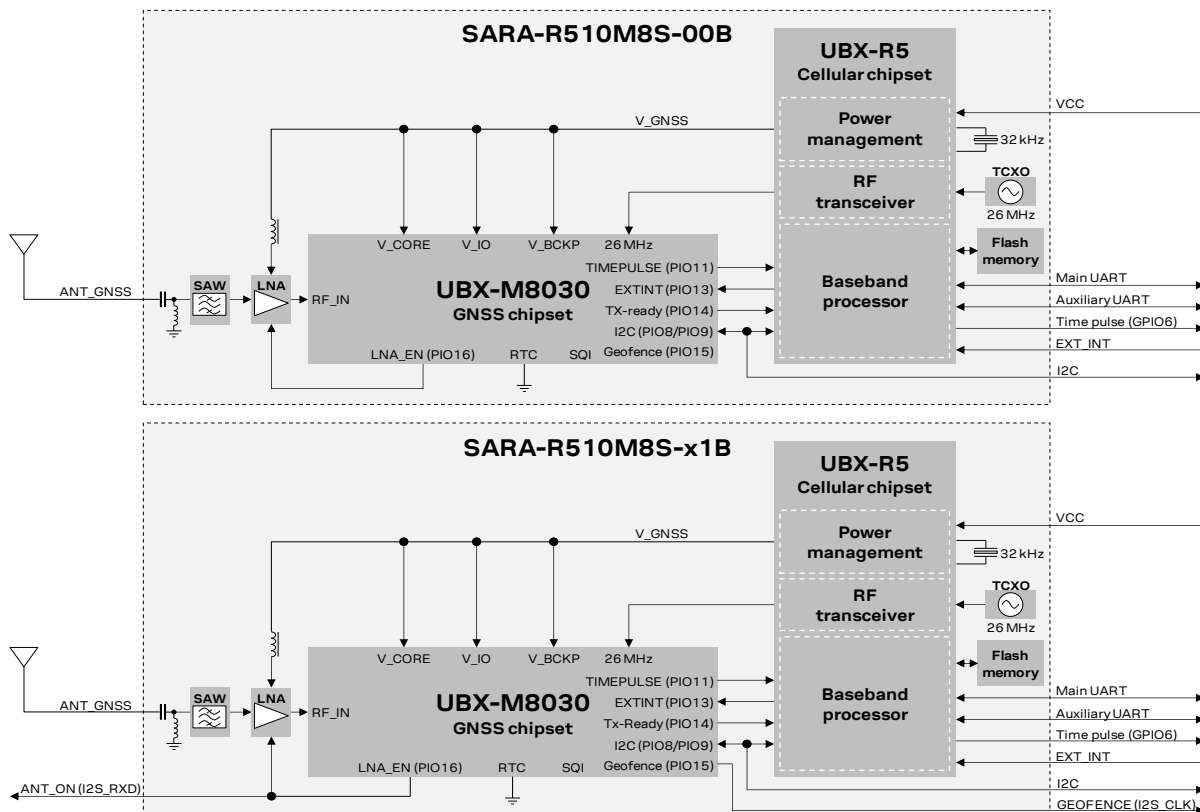 SARA-R510M8S-00B
UBX-R5
Cellular chipset
VCC
Power
management
V_GNSS
32 kHz
TCXO
RF
transceiver
26 MHz
V_CORE
V_IO
V_BCKP
26 MHz
Flash
memory
TIMEPULSE (PIO11)
Baseband
processor
SAW
LNA
UBX-M8030
GNSS chipset
EXTINT (PIO13)
Main UART
ANT_GNSS
RF_IN
TX-ready (PIO14)
Auxiliary UART
I2C (PIO8/PIO9)
Time pulse (GPIO6)
LNA_EN (PIO16)
RTC
SQI
Geofence (PIO15)
EXT_INT
I2C
SARA-R510M8S-x1B
UBX-R5
Cellular chipset
VCC
Power
management
V_GNSS
32 kHz
TCXO
RF
transceiver
26 MHz
V_CORE
V_IO
V_BCKP
26 MHz
Flash
memory
TIMEPULSE (PIO11)
Baseband
processor
SAW
LNA
UBX-M8030
GNSS chipset
EXTINT (PIO13)
Main UART
ANT_GNSS
RF_IN
Tx-Ready (PIO14)
Auxiliary UART
I2C (PIO8/PIO9)
Time pulse (GPIO6)
LNA_EN (PIO16)
RTC
SQI
Geofence (PIO15)
EXT_INT
ANT_ON (I2S_RXD)
I2C
GEOFENCE (I2S_CLK)